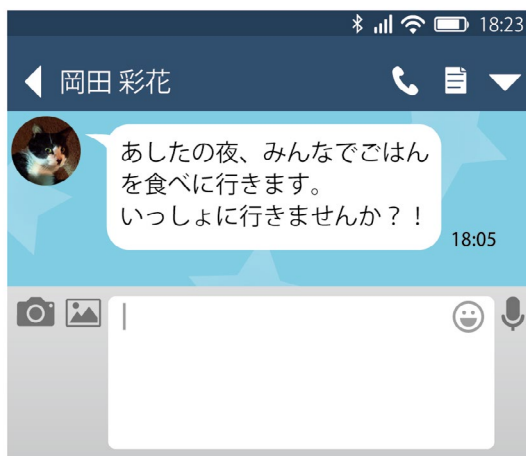 18:23
岡田 彩花
あしたの夜、みんなでごはん
を食べに行きます。
いっしょに行きませんか？！
18:05